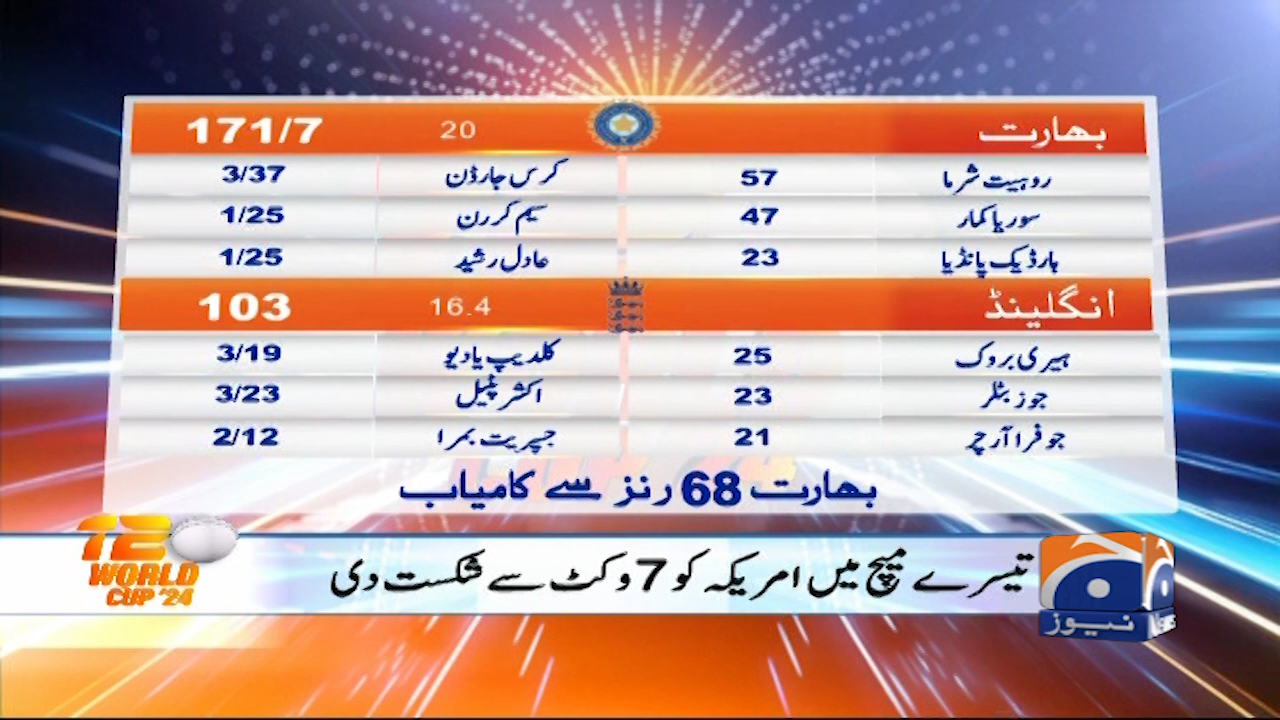 بھارت 20 171/7
روہیت شرما 57 کرس جارڈن 3/37
سوریا کمار 47 سیم کررن 1/25
ہارڈیک پانڈیا 23 عادل رشید 1/25
انگلینڈ 16.4 103
ہیری بروک 25 کلدیپ یادیو 3/19
جوز بٹلر 23 اکشر پٹیل 3/23
جوفرا آرچر 21 جسپریت بمرا 2/12
بھارت 68 رنز سے کامیاب
تیسرے میچ میں امریکہ کو 7 وکٹ سے شکست دی
T20
WORLD
CUP '24
نیوز NEWS